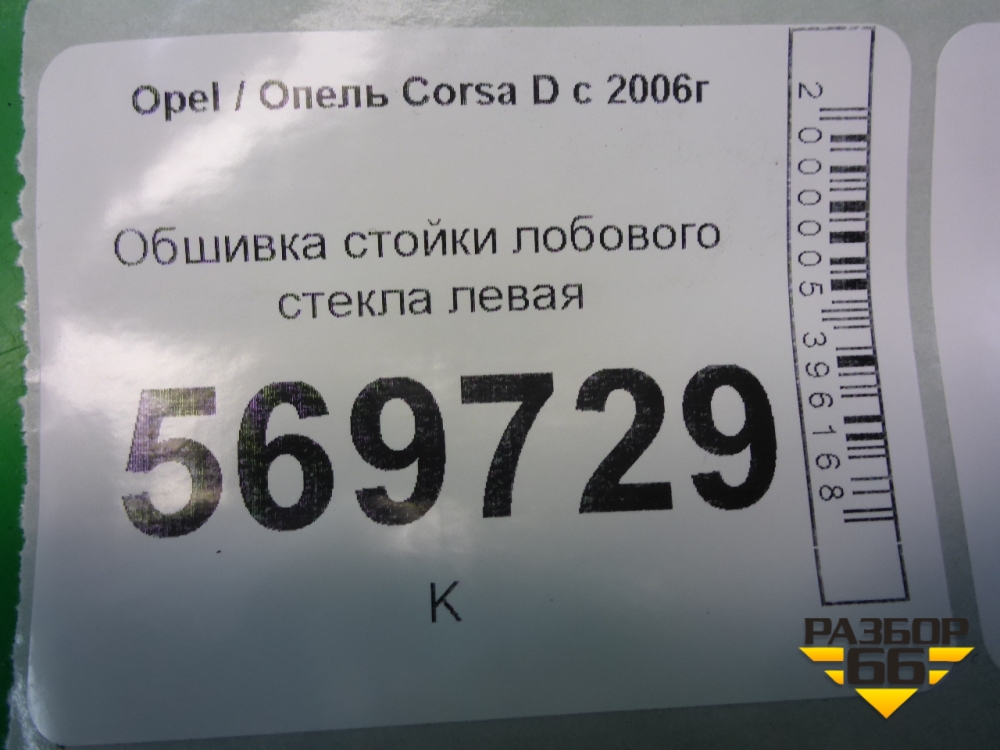 Opel / Опель Corsa D с 2006г
Обшивка стойки лобового
стекла левая
569729
К
2000005396168
РАЗБОР
66